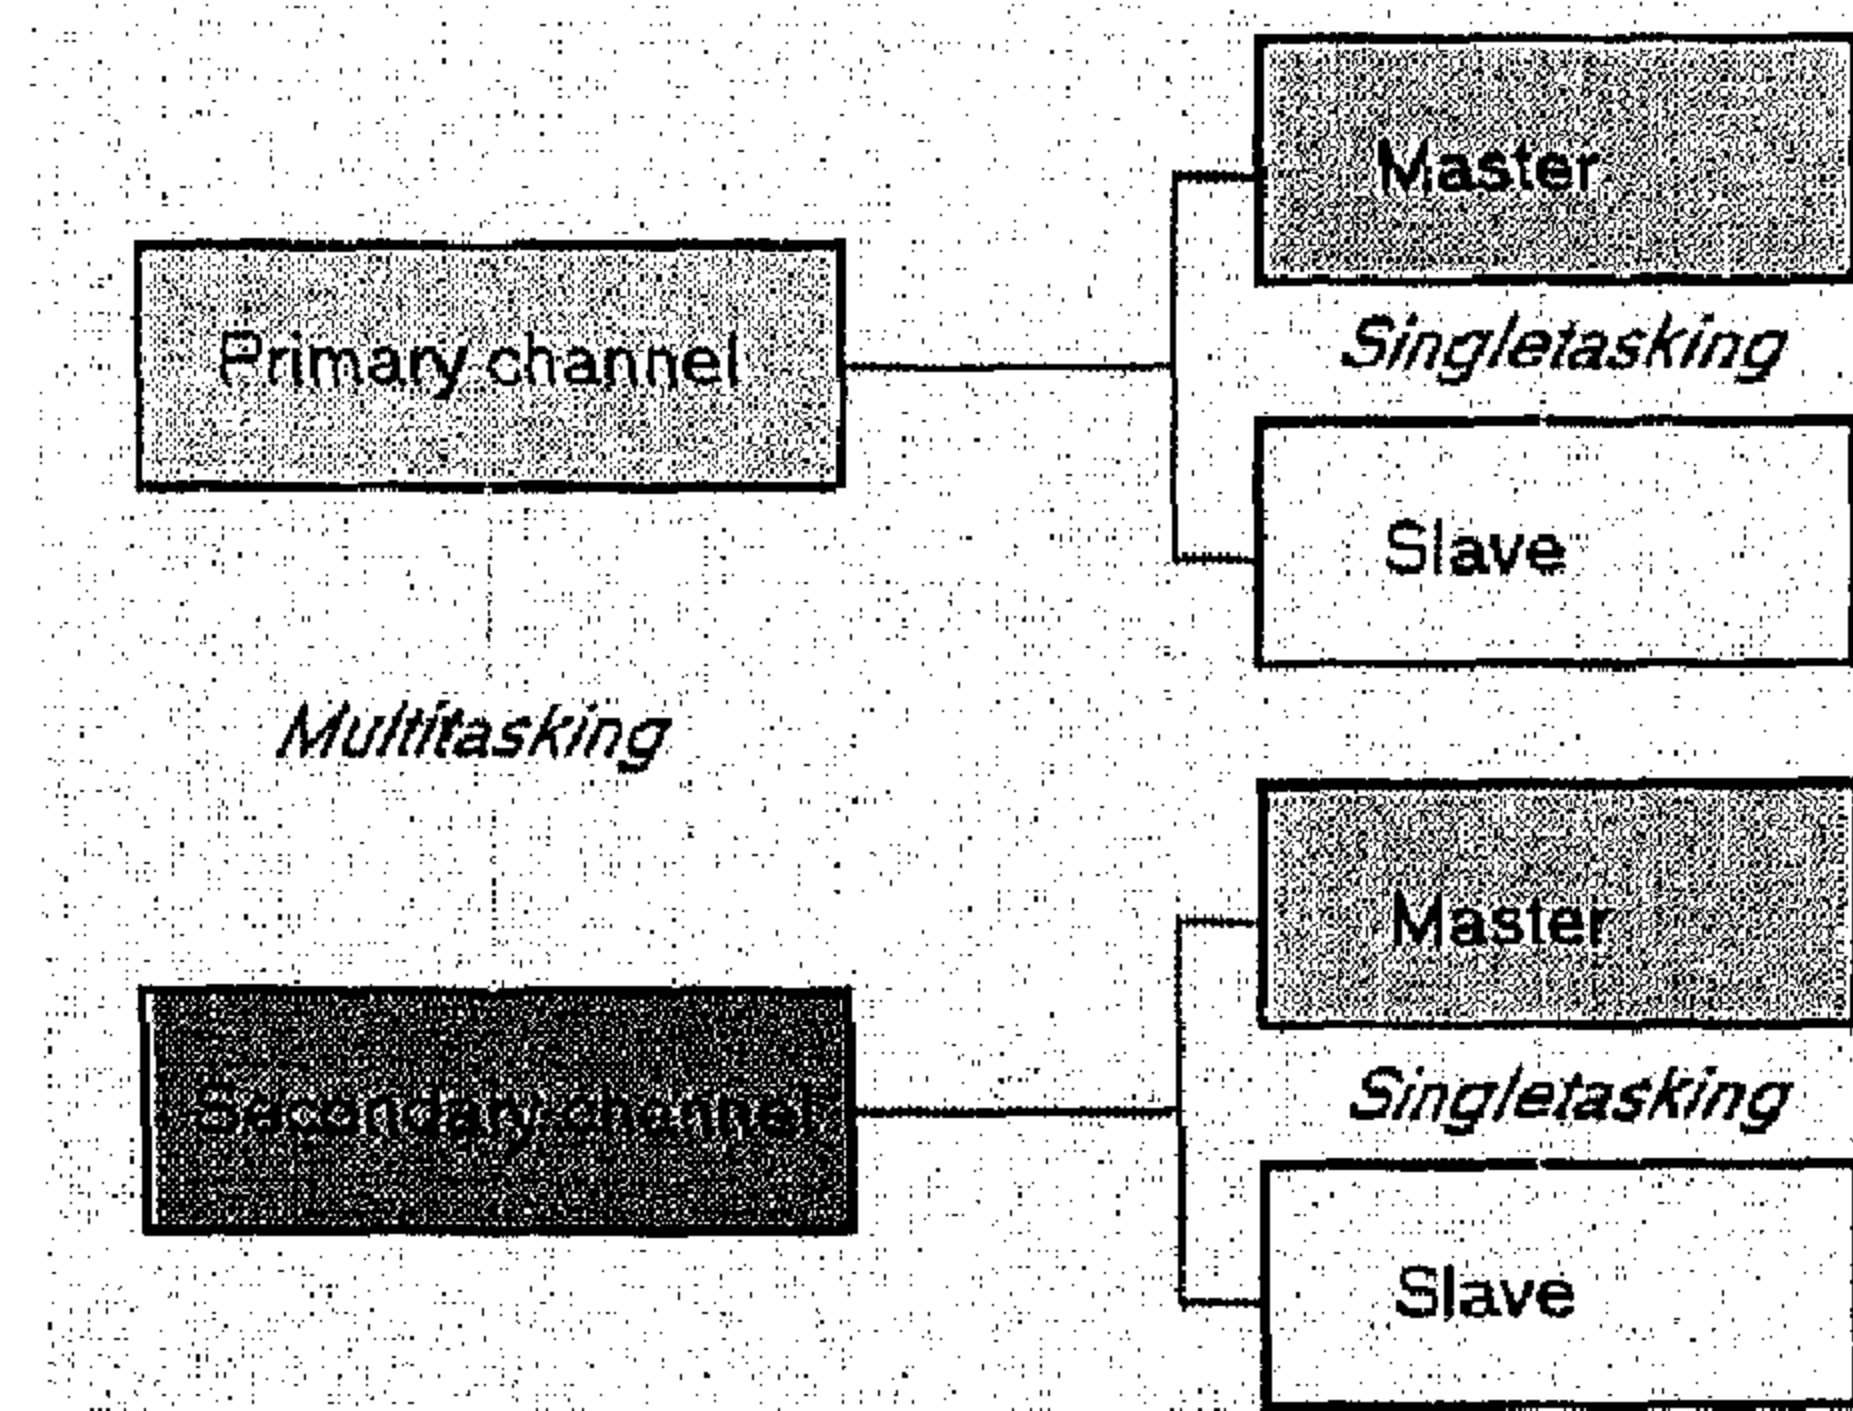 Master
Singletasking
Primary channel
Slave
Multitasking
Master
Singletasking
Secondary channel
Slave